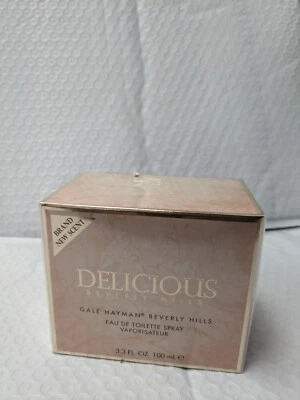 BRAND
NEW SCENT
DELICIOUS
BEVERLY HILLS
GALE HAYMAN® BEVERLY HILLS
EAU DE TOILETTE SPRAY
VAPORISATEUR
3.3 FL. OZ. 100 mL ℮